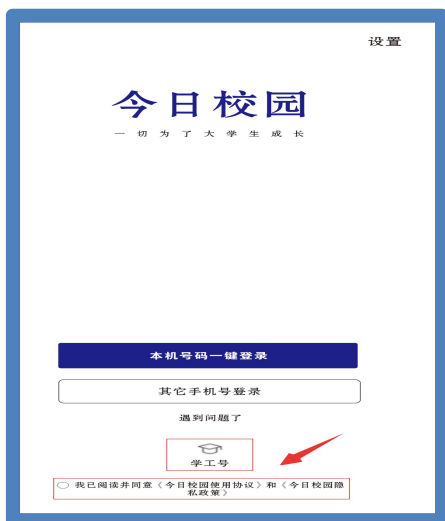 设置
今日校园
一切为了大学生成长
本机号码一键登录
其它手机号登录
遇到问题了
学工号
我已阅读并同意《今日校园使用协议》和《今日校园隐
私政策》